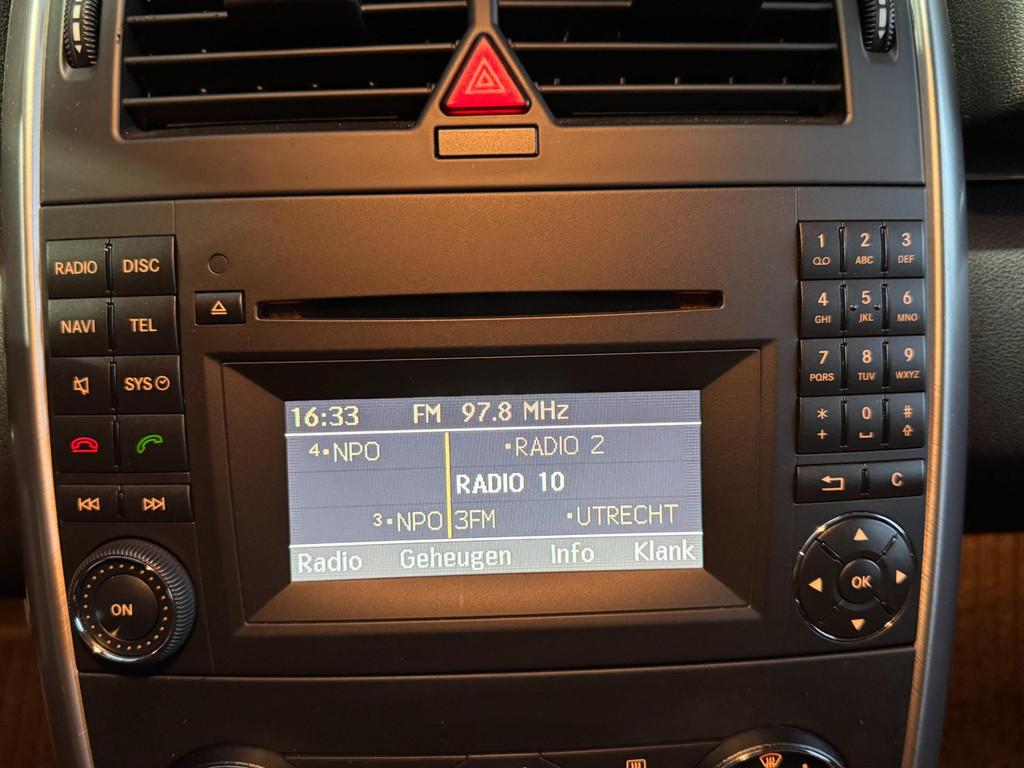 RADIO DISC
NAVI TEL
SYS
ON
1 2 ABC 3 DEF
4 GHI 5 JKL 6 MNO
7 PQRS 8 TUV 9 WXYZ
* + 0 #
C
OK
16:33 FM 97.8 MHz
4•NPO •RADIO 2
RADIO 10
3•NPO 3FM •UTRECHT
Radio Geheugen Info Klank